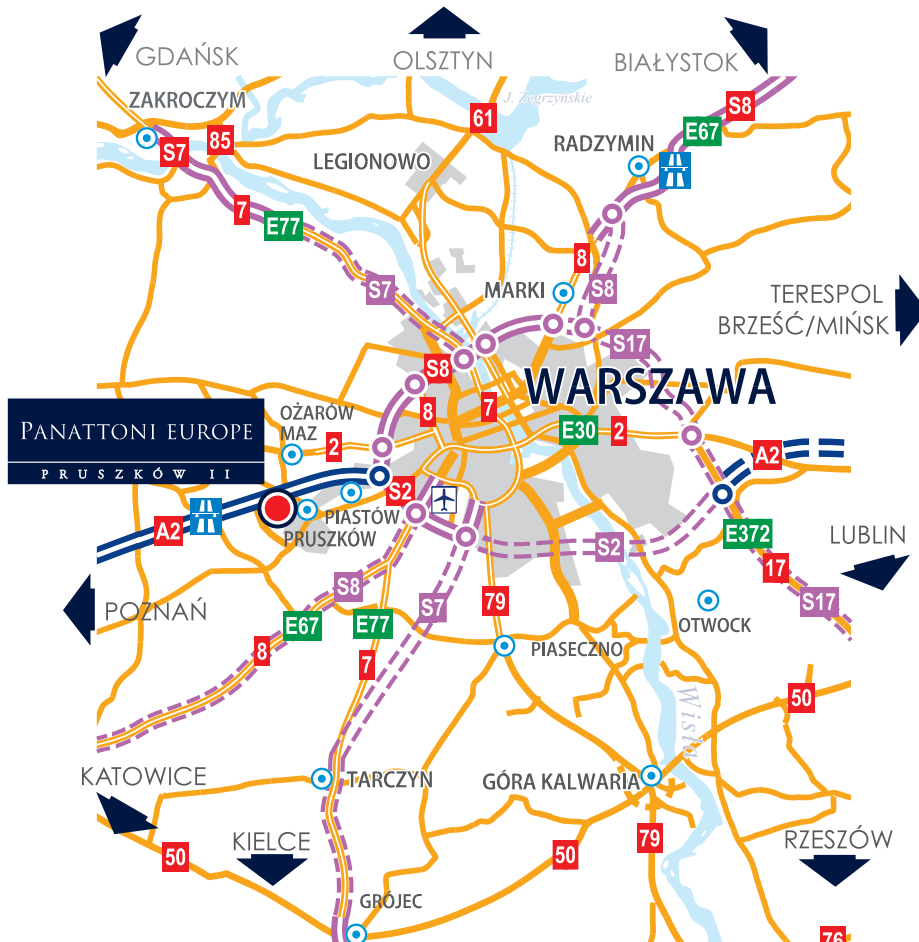 GDAŃSK
OLSZTYN
BIAŁYSTOK
ZAKROCZYM
J. Zegrzyńskie
S8
61
E67
85
S7
LEGIONOWO
RADZYMIN
7
E77
8
S7
MARKI
S8
TERESPOL
BRZEŚĆ/MIŃSK
S17
S8
WARSZAWA
PANATTONI EUROPE
PRUSZKÓW II
OŻARÓW
MAZ
8
7
2
E30
2
A2
S2
PIASTÓW
PRUSZKÓW
A2
S2
E372
LUBLIN
17
S8
S7
79
S17
POZNAŃ
E67
E77
OTWOCK
8
7
PIASECZNO
50
Wisła
KATOWICE
TARCZYN
GÓRA KALWARIA
KIELCE
50
50
79
RZESZÓW
GRÓJEC
76